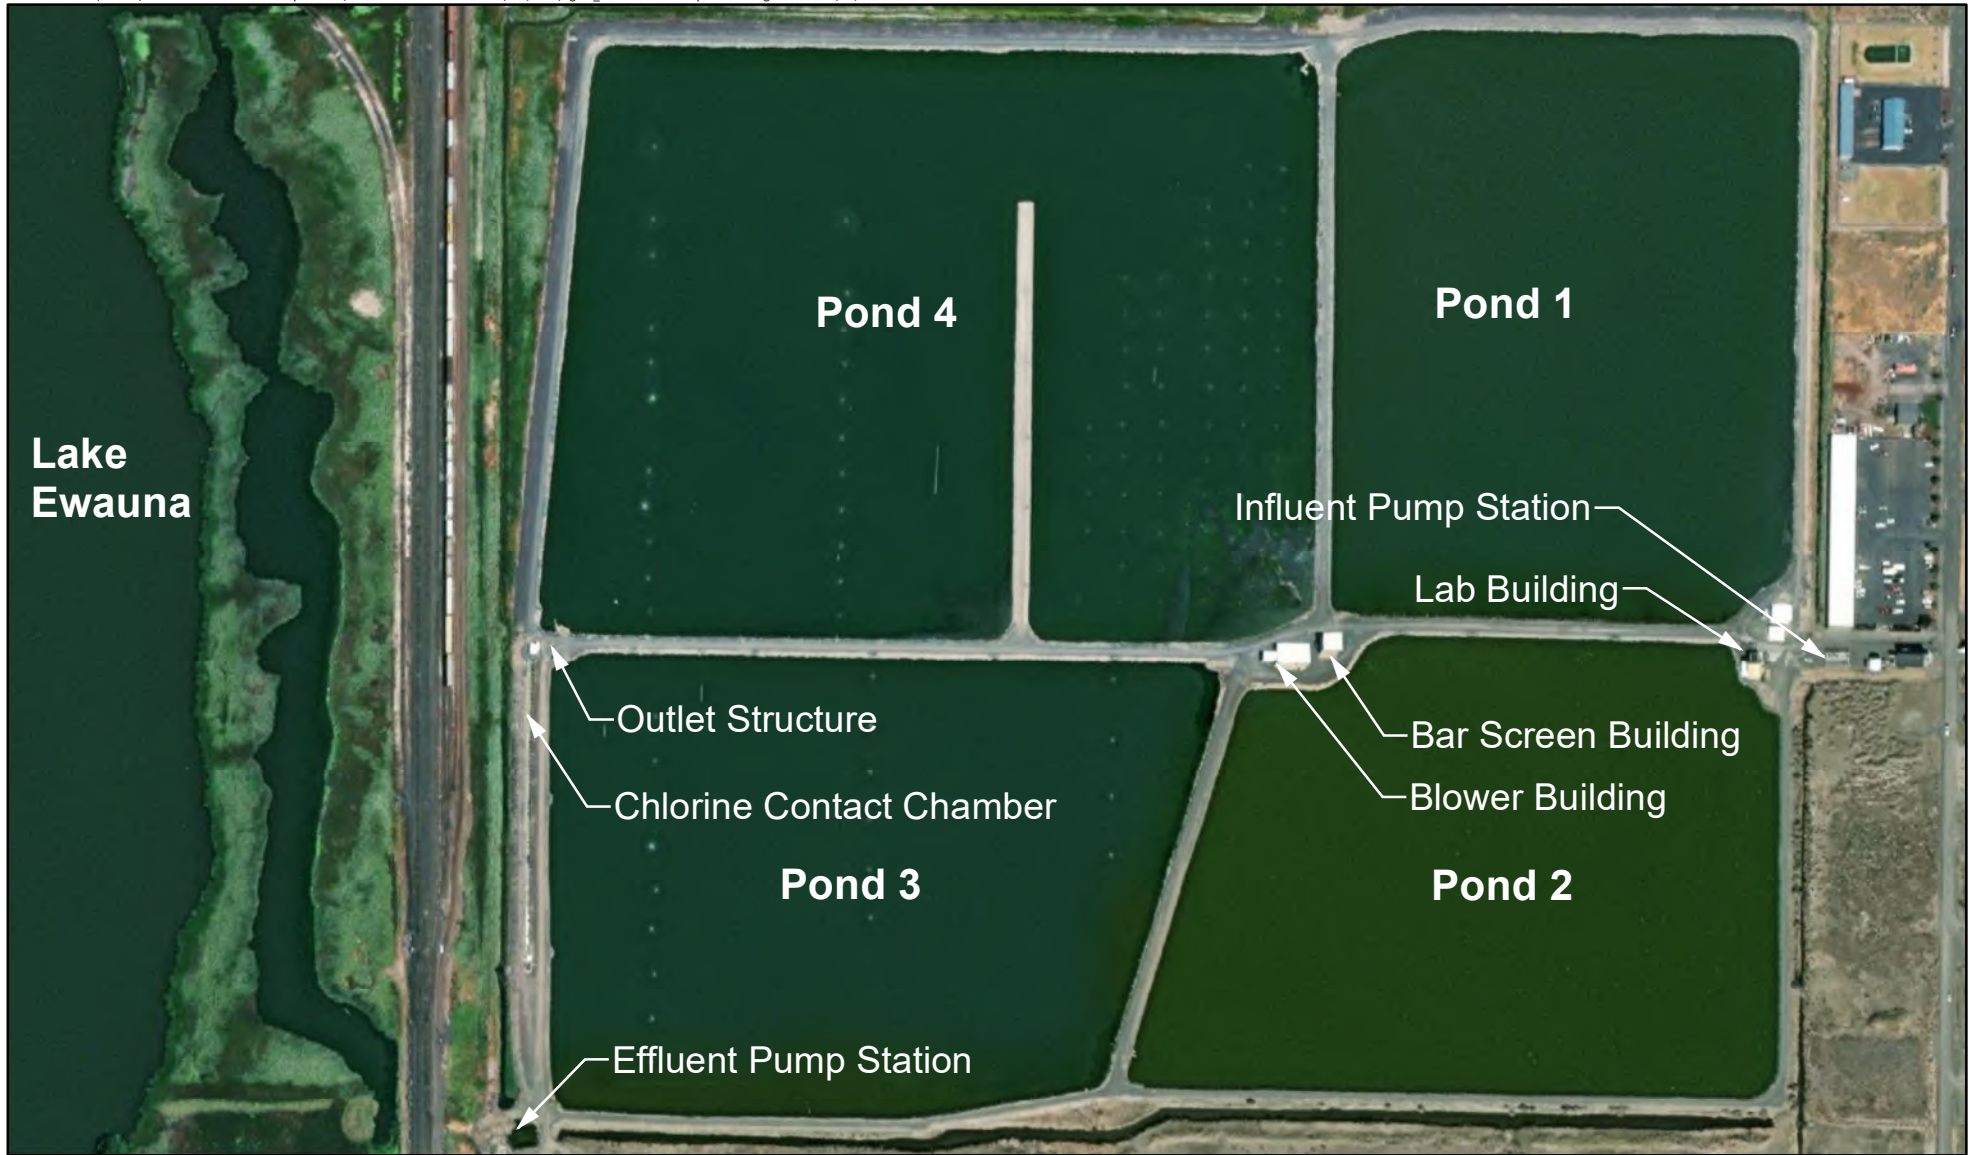 Pond 4
Pond 1
Lake
Ewauna
Influent Pump Station
Lab Building
Outlet Structure
Bar Screen Building
Chlorine Contact Chamber
Blower Building
Pond 3
Pond 2
Effluent Pump Station